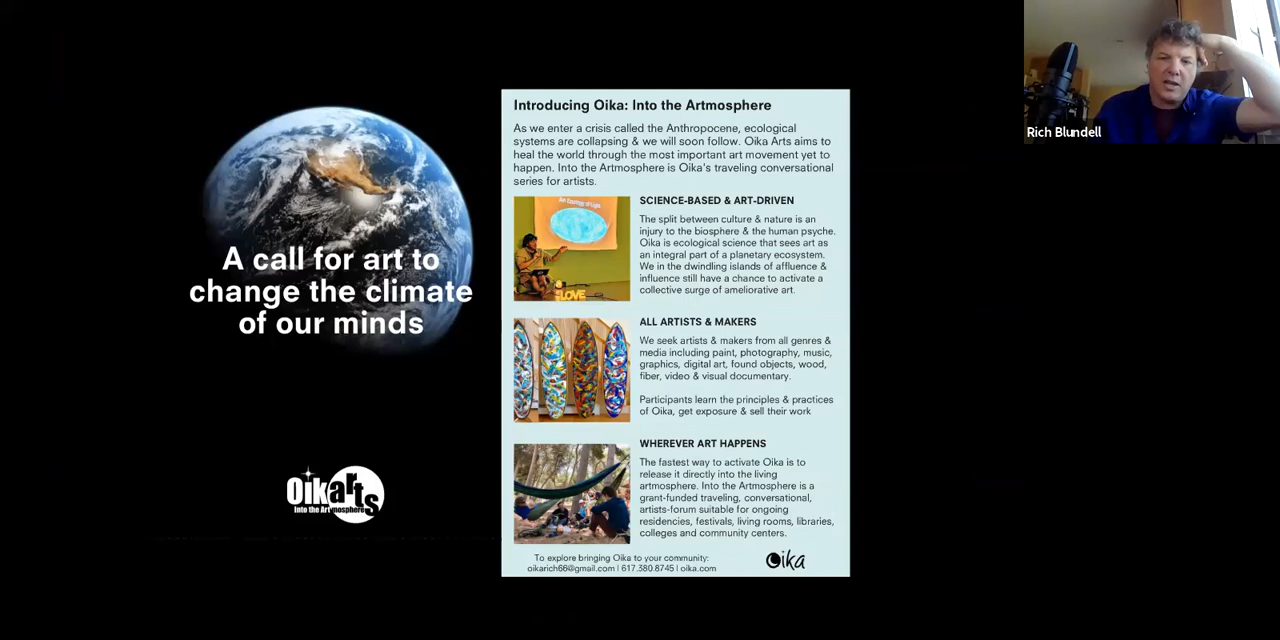 A call for art to
change the climate
of our minds
Oikarts
Into the Artmosphere
Introducing Oika: Into the Artmosphere
As we enter a crisis called the Anthropocene, ecological
systems are collapsing & we will soon follow. Oika Arts aims to
heal the world through the most important art movement yet to
happen. Into the Artmosphere is Oika's traveling conversational
series for artists.
An Ecology of Light
LOVE
SCIENCE-BASED & ART-DRIVEN
The split between culture & nature is an
injury to the biosphere & the human psyche.
Oika is ecological science that sees art as
an integral part of a planetary ecosystem.
We in the dwindling islands of affluence &
influence still have a chance to activate a
collective surge of ameliorative art.
ALL ARTISTS & MAKERS
We seek artists & makers from all genres &
media including paint, photography, music,
graphics, digital art, found objects, wood,
fiber, video & visual documentary.
Participants learn the principles & practices
of Oika, get exposure & sell their work
WHEREVER ART HAPPENS
The fastest way to activate Oika is to
release it directly into the living
artmosphere. Into the Artmosphere is a
grant-funded traveling, conversational,
artists-forum suitable for ongoing
residencies, festivals, living rooms, libraries,
colleges and community centers.
To explore bringing Oika to your community:
oikarich66@gmail.com | 617.380.8745 | oika.com
Oika
Rich Blundell